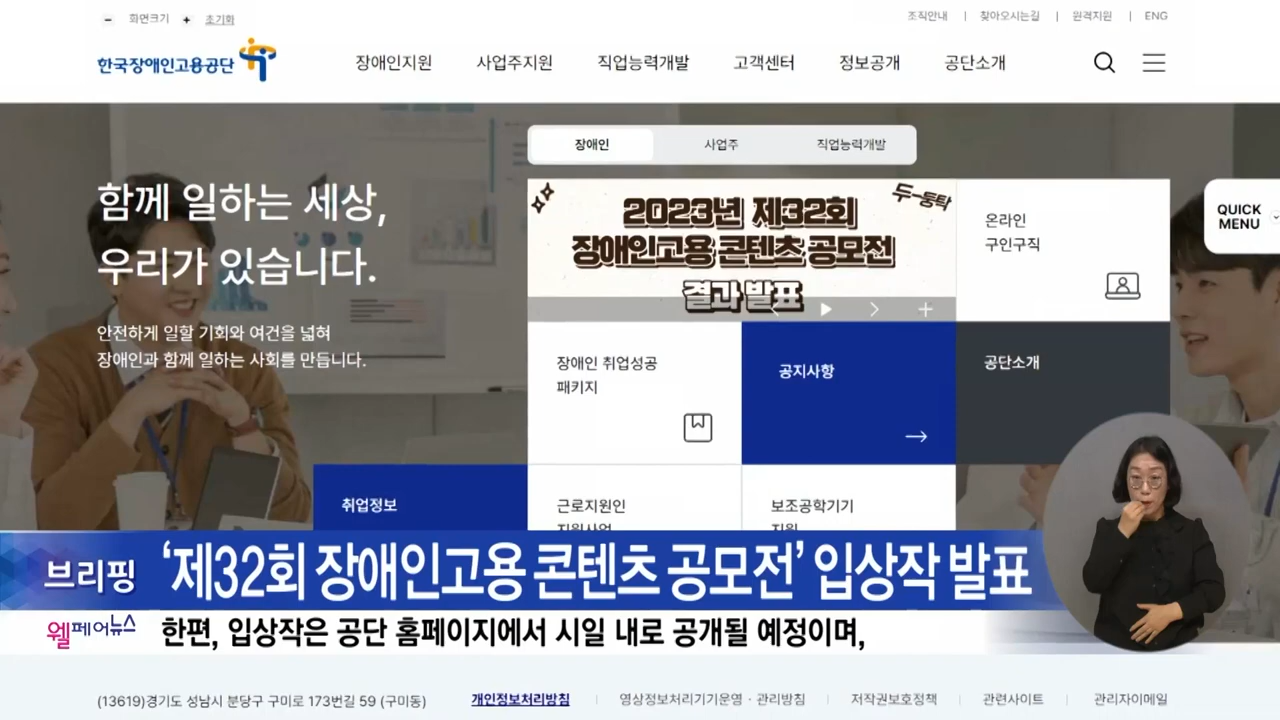 화면크기
초기화
조직안내
찾아오시는길
원격지원
ENG
한국장애인고용공단
장애인지원
사업주지원
직업능력개발
고객센터
정보공개
공단소개
장애인
사업주
직업능력개발
함께 일하는 세상,
우리가 있습니다.
안전하게 일할 기회와 여건을 넓혀
장애인과 함께 일하는 사회를 만듭니다.
두-둥탁
2023년 제32회
장애인고용 콘텐츠 공모전
결과 발표
온라인
구인구직
QUICK
MENU
장애인 취업성공
패키지
공지사항
공단소개
취업정보
근로지원인
지원사업
보조공학기기
지원
브리핑
‘제32회 장애인고용 콘텐츠 공모전’ 입상작 발표
웰페어뉴스
한편, 입상작은 공단 홈페이지에서 시일 내로 공개될 예정이며,
(13619)경기도 성남시 분당구 구미로 173번길 59 (구미동)
개인정보처리방침
영상정보처리기기운영 · 관리방침
저작권보호정책
관련사이트
관리자이메일